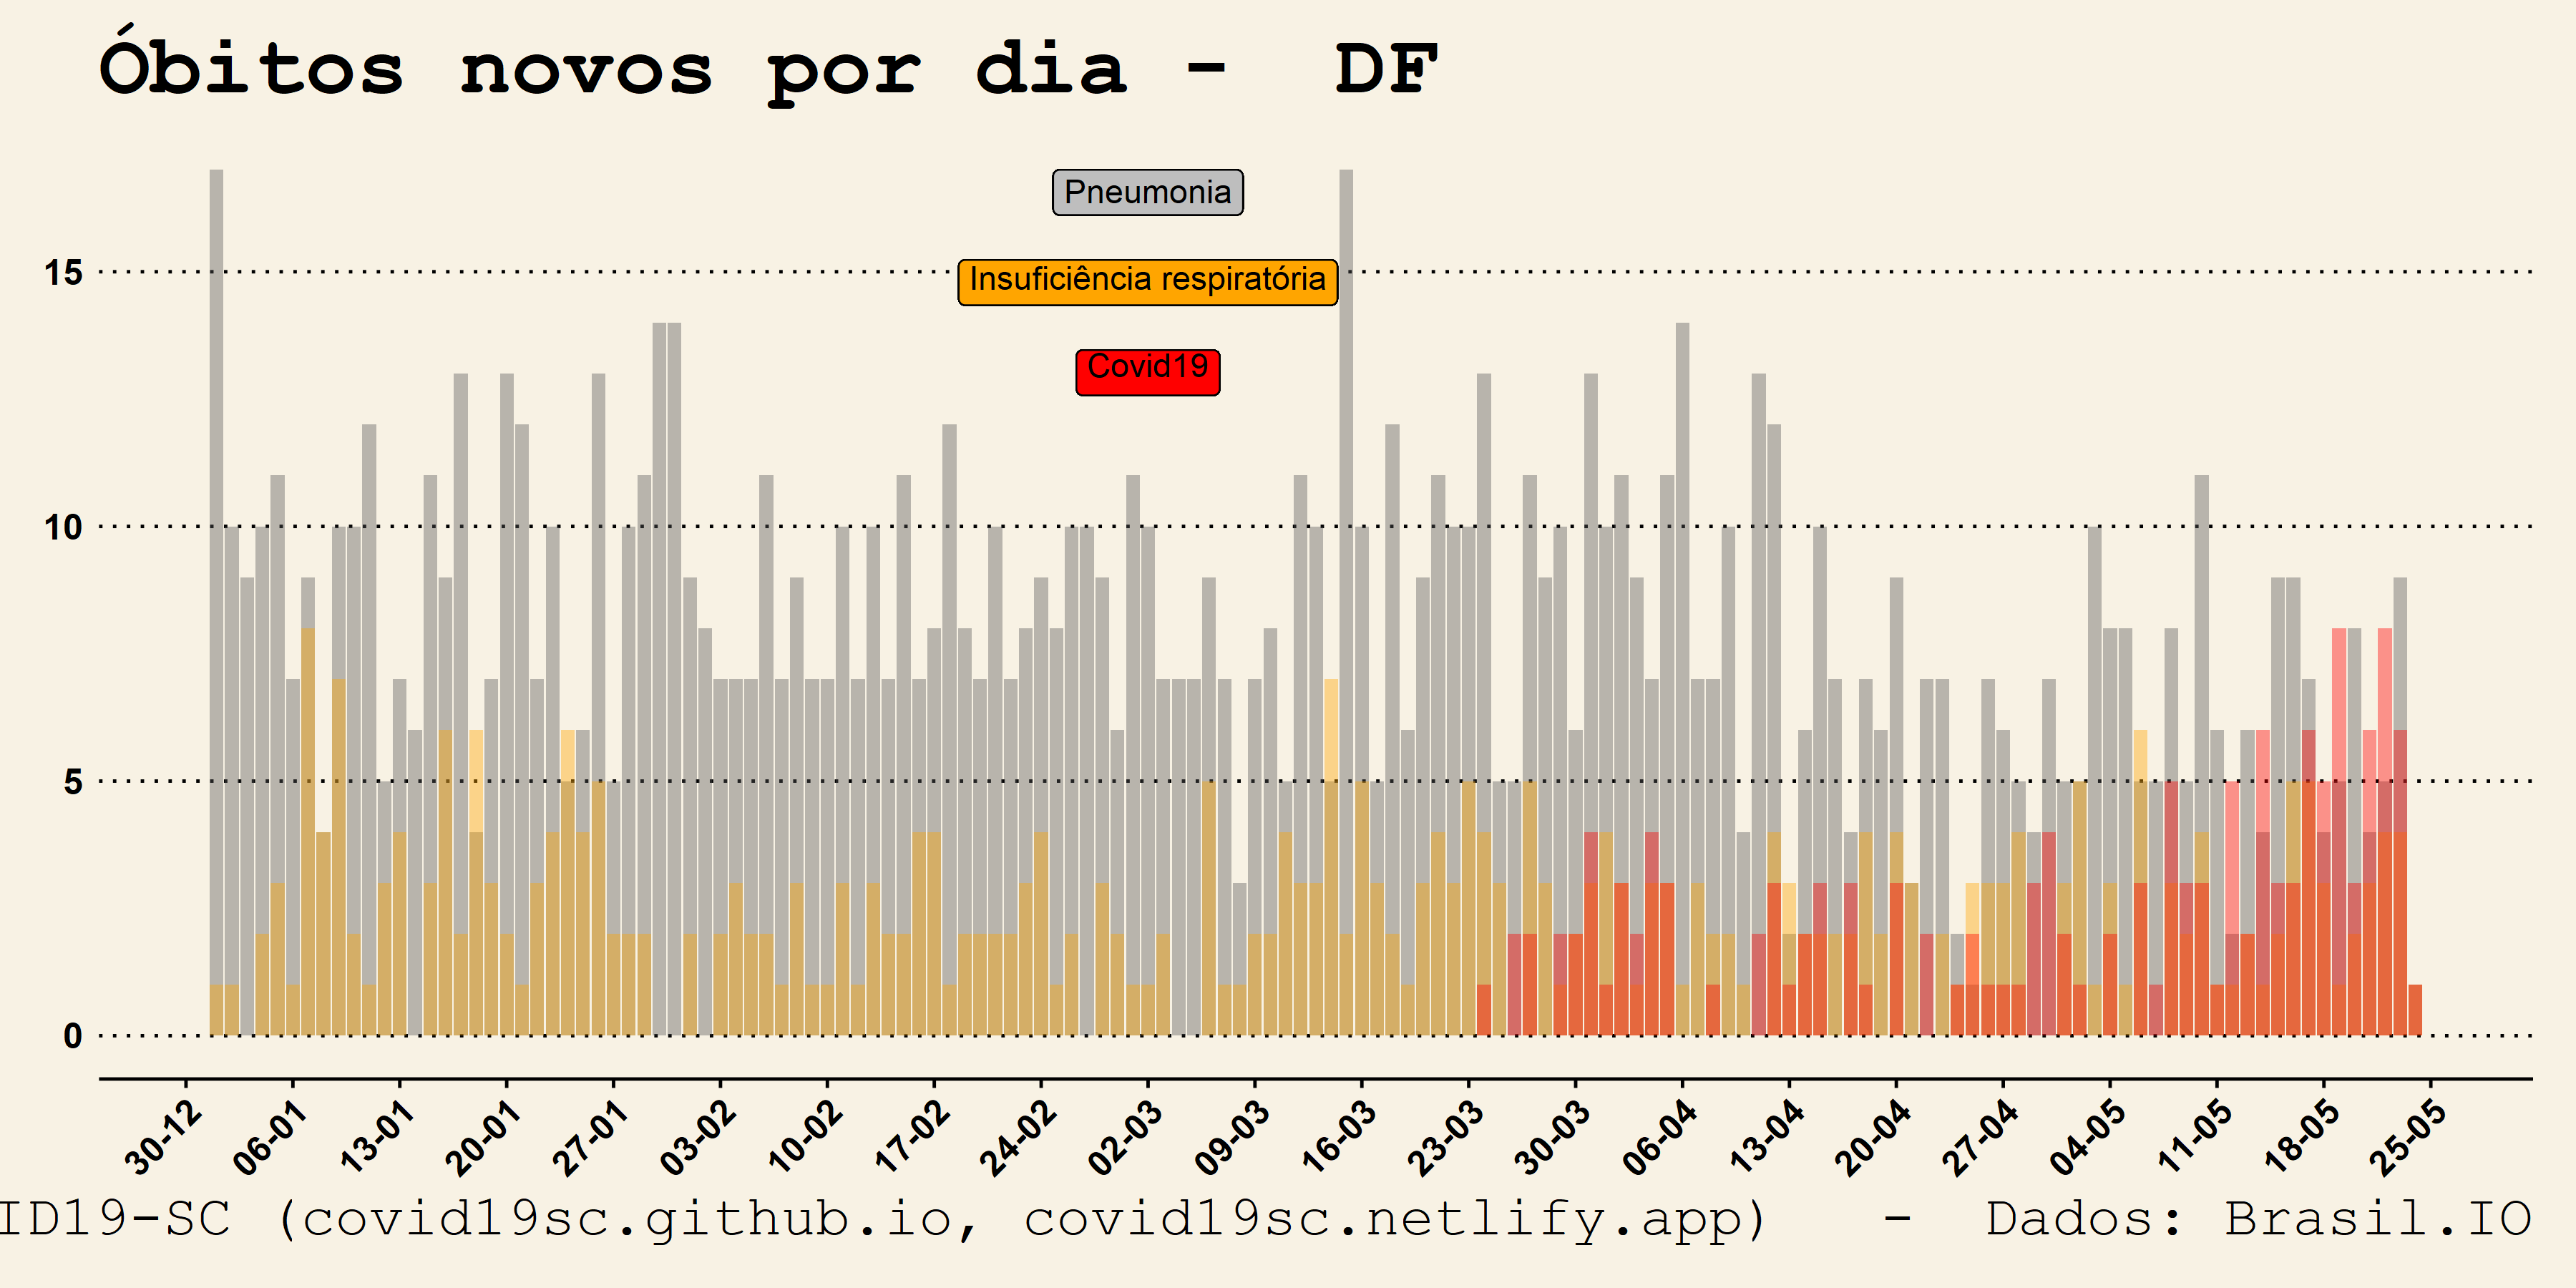 Óbitos novos por dia - DF
Pneumonia
Insuficiência respiratória
Covid19
15
10
5
0
30-12 06-01 13-01 20-01 27-01 03-02 10-02 17-02 24-02 02-03 09-03 16-03 23-03 30-03 06-04 13-04 20-04 27-04 04-05 11-05 18-05 25-05
ID19-SC (covid19sc.github.io, covid19sc.netlify.app) - Dados: Brasil.IO